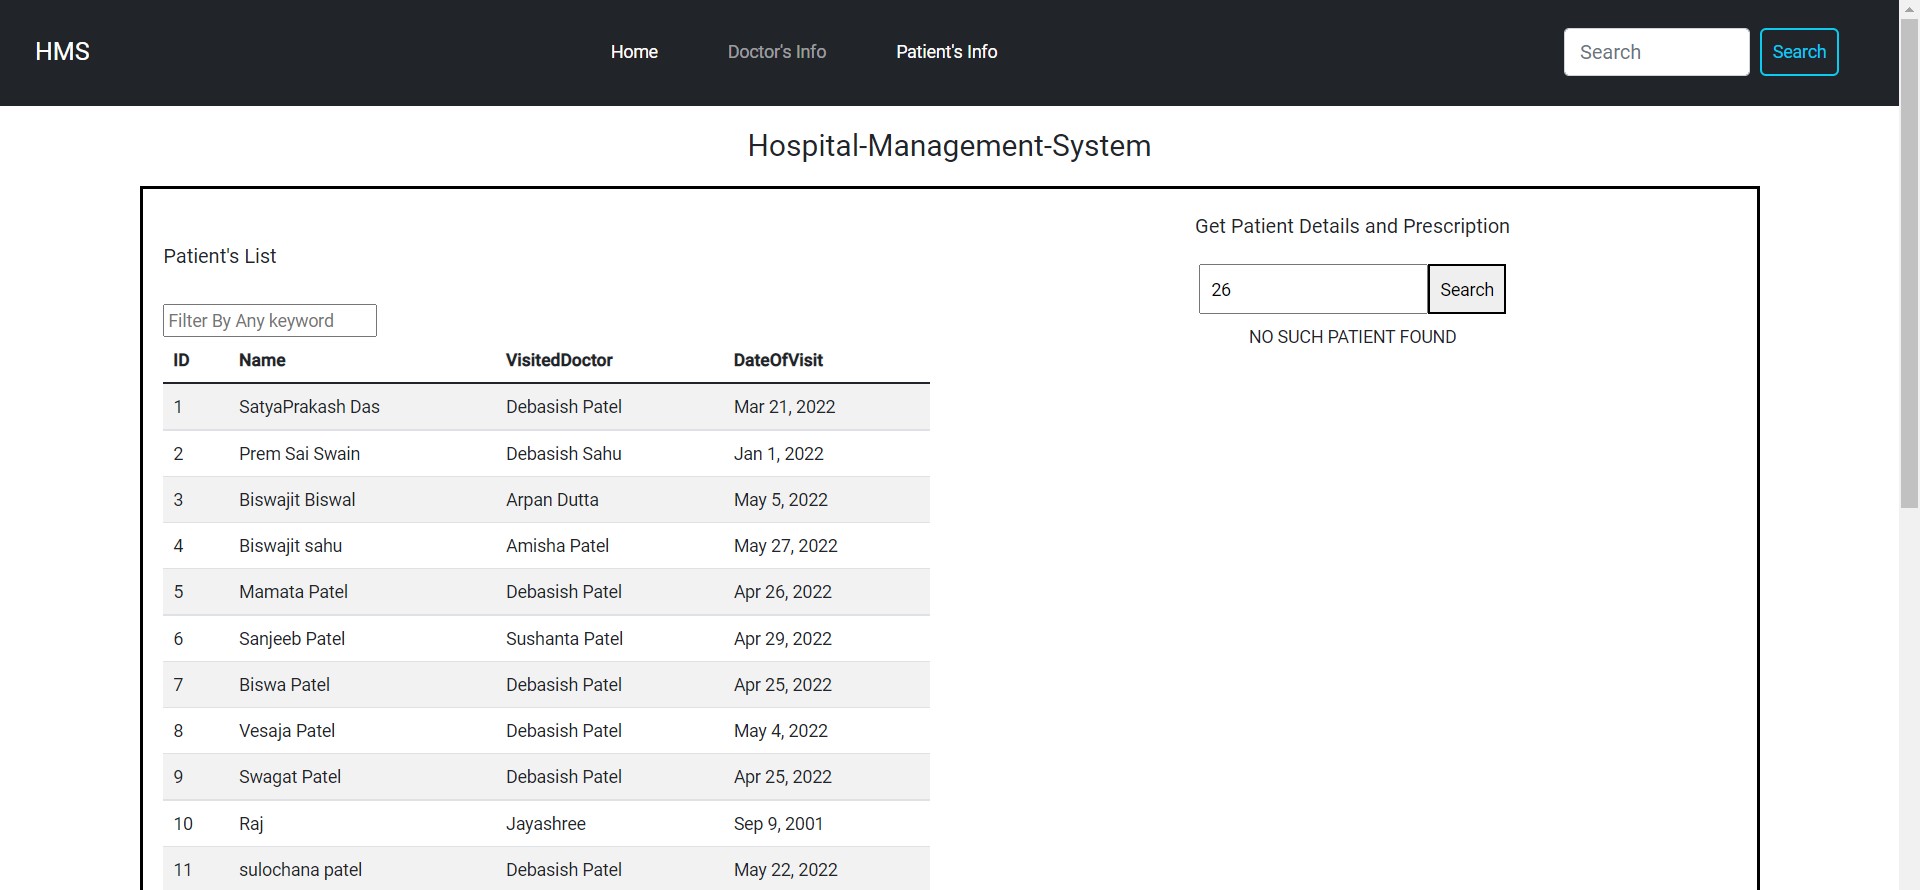 HMS Home Doctor's Info Patient's Info Search Search
Hospital-Management-System
Patient's List
Filter By Any keyword
ID Name VisitedDoctor DateOfVisit
1 SatyaPrakash Das Debasish Patel Mar 21, 2022
2 Prem Sai Swain Debasish Sahu Jan 1, 2022
3 Biswajit Biswal Arpan Dutta May 5, 2022
4 Biswajit sahu Amisha Patel May 27, 2022
5 Mamata Patel Debasish Patel Apr 26, 2022
6 Sanjeeb Patel Sushanta Patel Apr 29, 2022
7 Biswa Patel Debasish Patel Apr 25, 2022
8 Vesaja Patel Debasish Patel May 4, 2022
9 Swagat Patel Debasish Patel Apr 25, 2022
10 Raj Jayashree Sep 9, 2001
11 sulochana patel Debasish Patel May 22, 2022
Get Patient Details and Prescription
26 Search
NO SUCH PATIENT FOUND